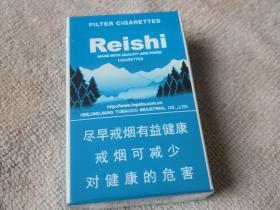 FILTER CIGARETTES
Reishi
MADE WITH QUALITY AND PRIDE
CIGARETTES
HEILONGJIANG TOBACCO INDUSTRIAL CO.,LTD.
尽早戒烟有益健康
戒烟可减少
对健康的危害